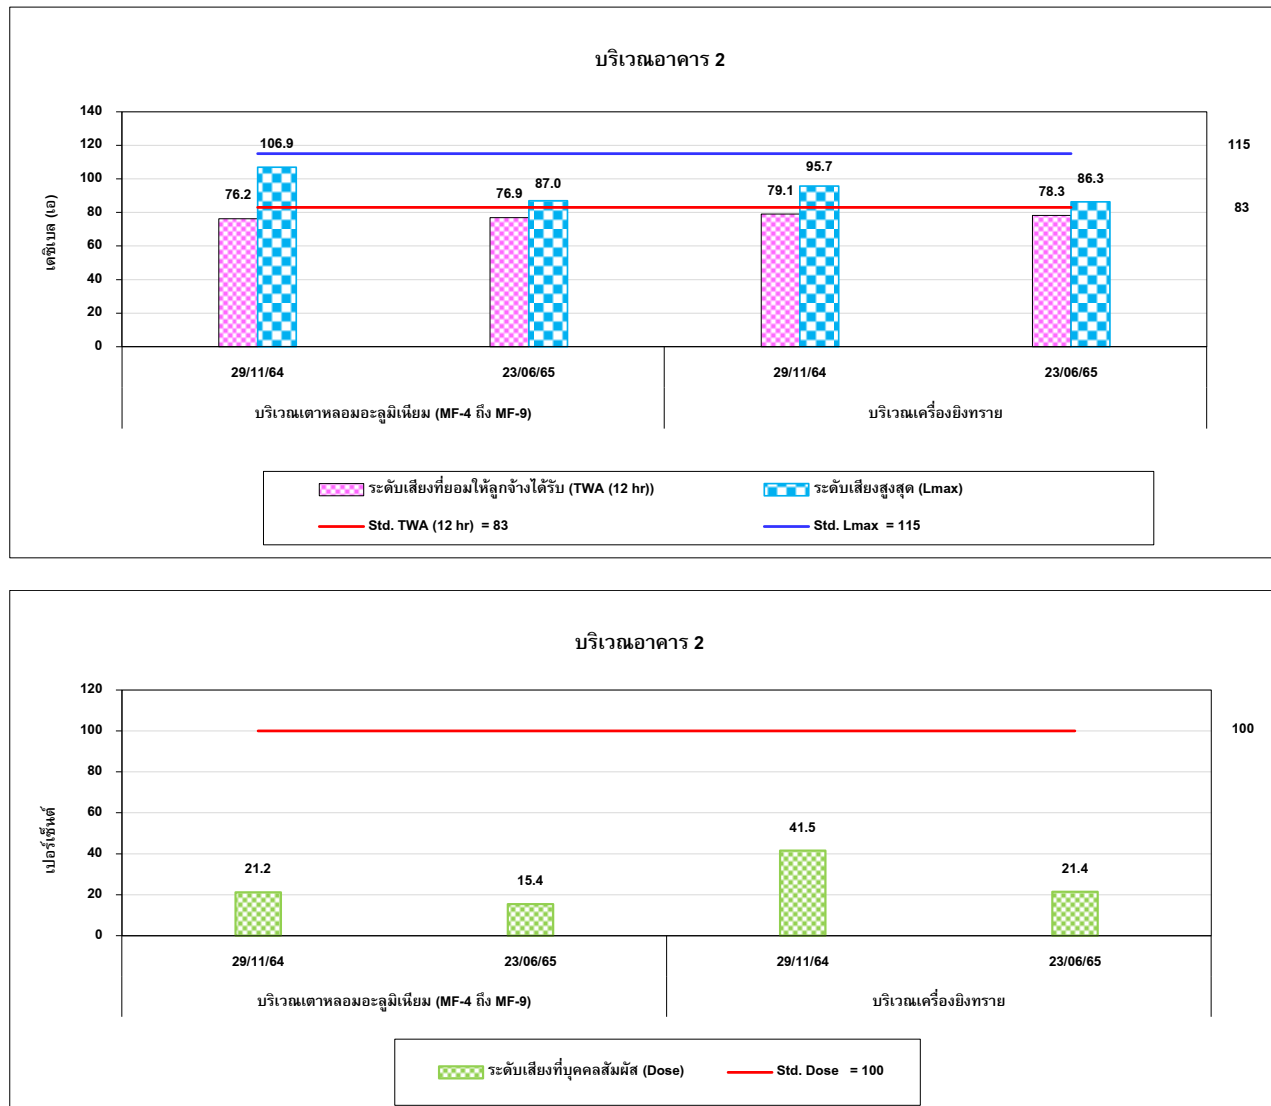 บริเวณอาคาร 2
เดซิเบล (เอ)
140
120
100
80
60
40
20
0
76.2
106.9
76.9
87.0
79.1
95.7
78.3
86.3
115
83
29/11/64
23/06/65
29/11/64
23/06/65
บริเวณเตาหลอมอะลูมิเนียม (MF-4 ถึง MF-9)
บริเวณเครื่องยิงทราย
ระดับเสียงที่ยอมให้ลูกจ้างได้รับ (TWA (12 hr))
ระดับเสียงสูงสุด (Lmax)
Std. TWA (12 hr) = 83
Std. Lmax = 115
บริเวณอาคาร 2
เปอร์เซ็นต์
120
100
80
60
40
20
0
21.2
15.4
41.5
21.4
100
29/11/64
23/06/65
29/11/64
23/06/65
บริเวณเตาหลอมอะลูมิเนียม (MF-4 ถึง MF-9)
บริเวณเครื่องยิงทราย
ระดับเสียงที่บุคคลสัมผัส (Dose)
Std. Dose = 100